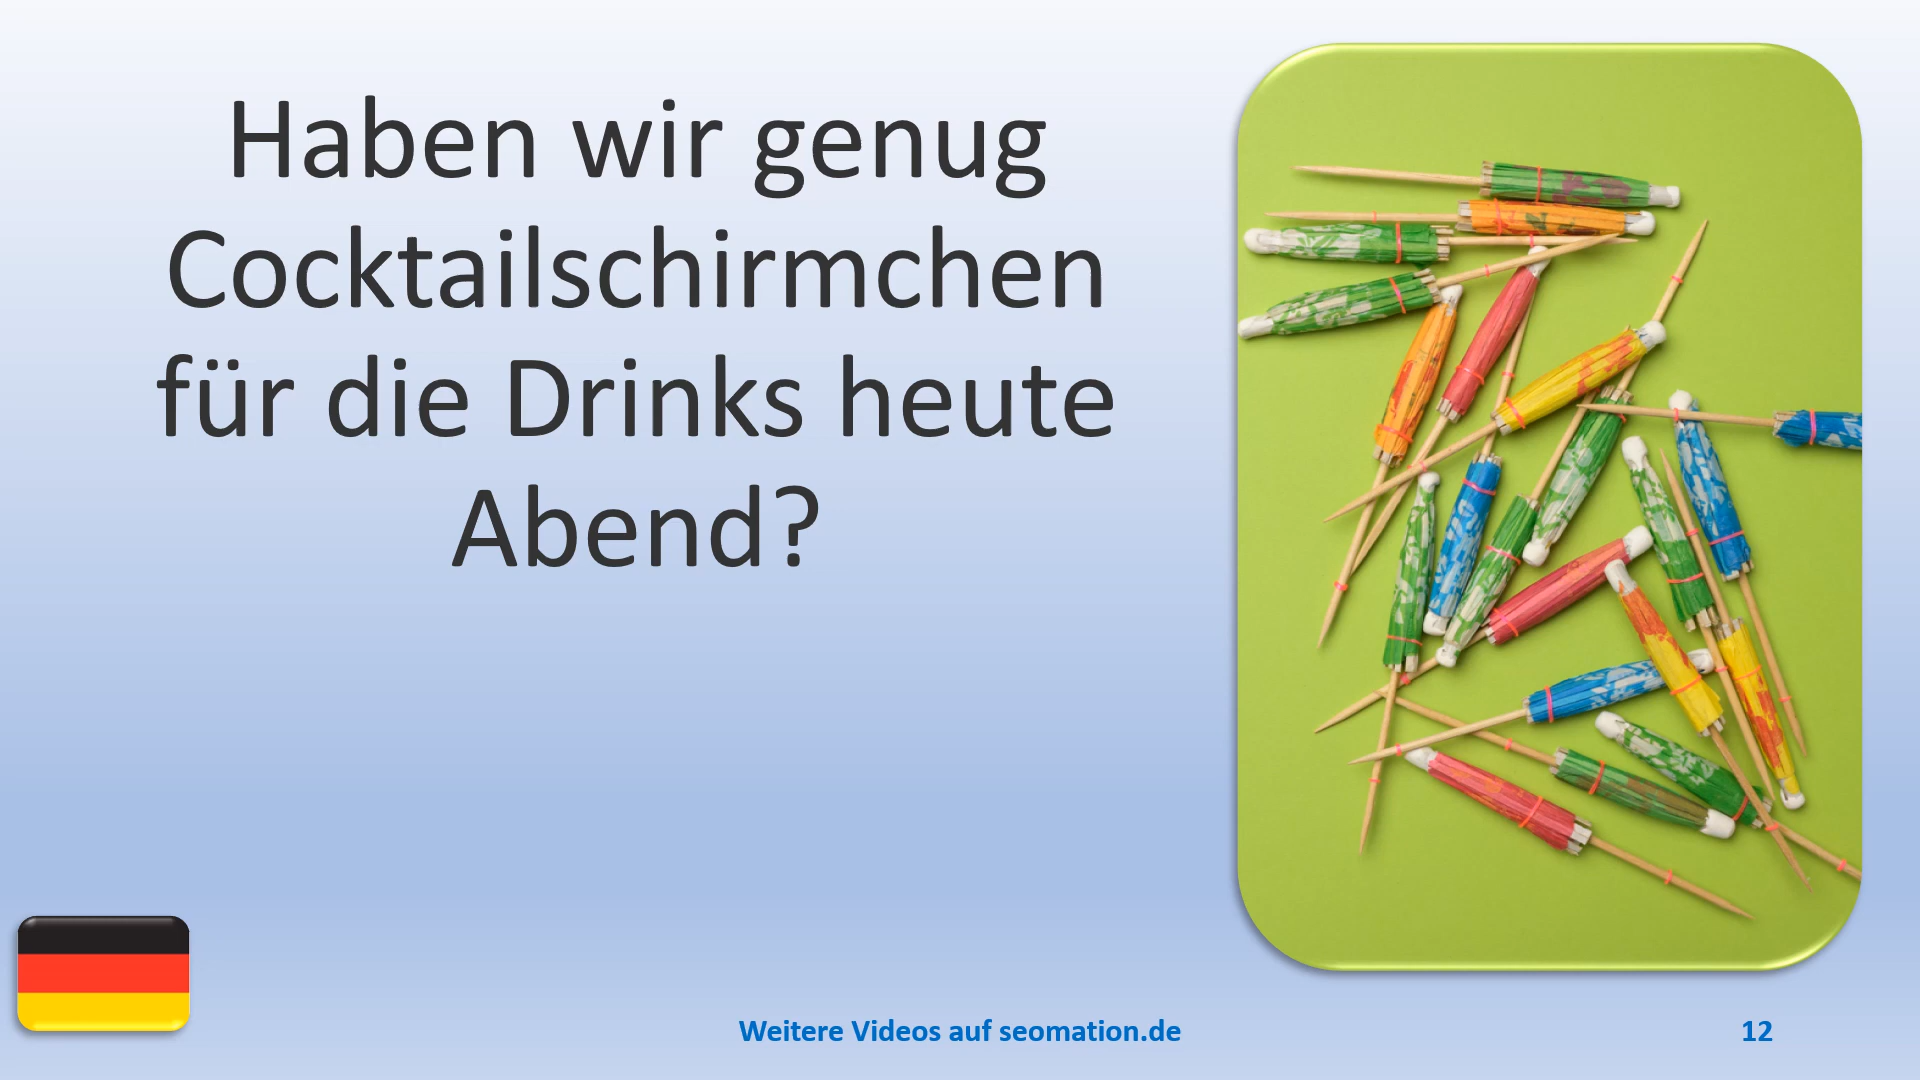 Haben wir genug
Cocktailschirmchen
für die Drinks heute
Abend?
Weitere Videos auf seomation.de
12